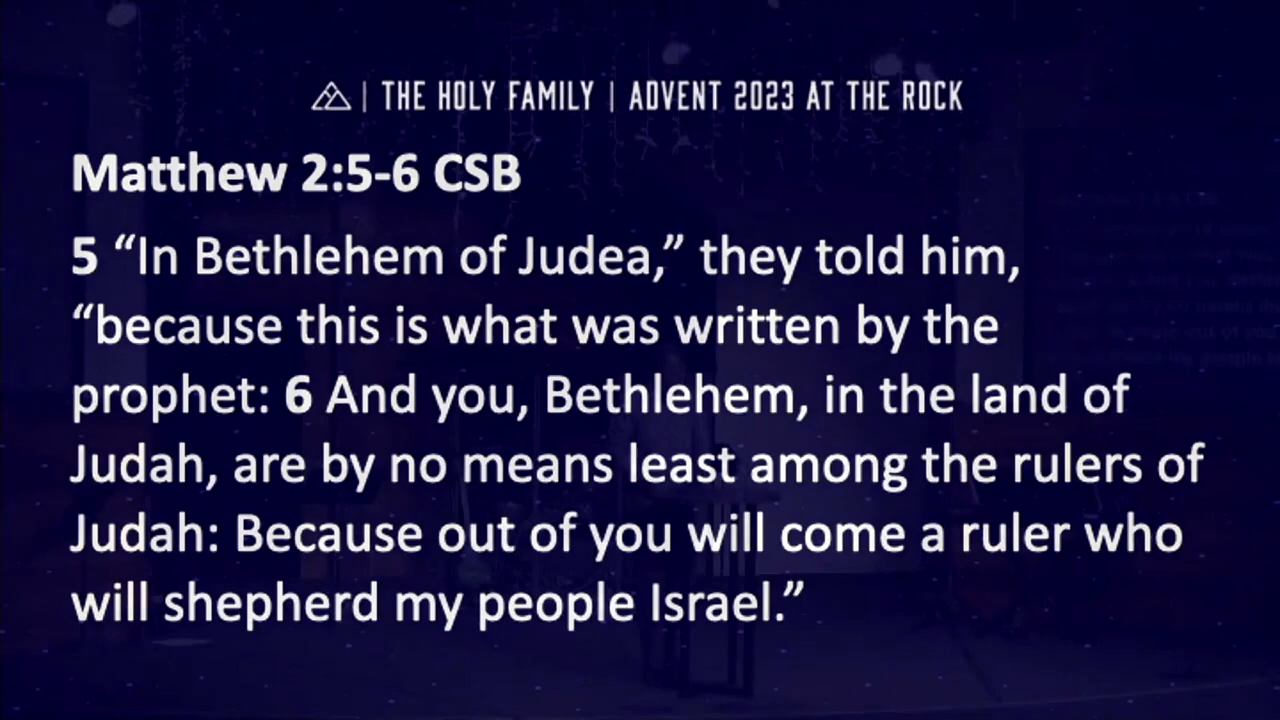 | THE HOLY FAMILY | ADVENT 2023 AT THE ROCK
Matthew 2:5-6 CSB
5 “In Bethlehem of Judea,” they told him,
“because this is what was written by the
prophet: 6 And you, Bethlehem, in the land of
Judah, are by no means least among the rulers of
Judah: Because out of you will come a ruler who
will shepherd my people Israel.”